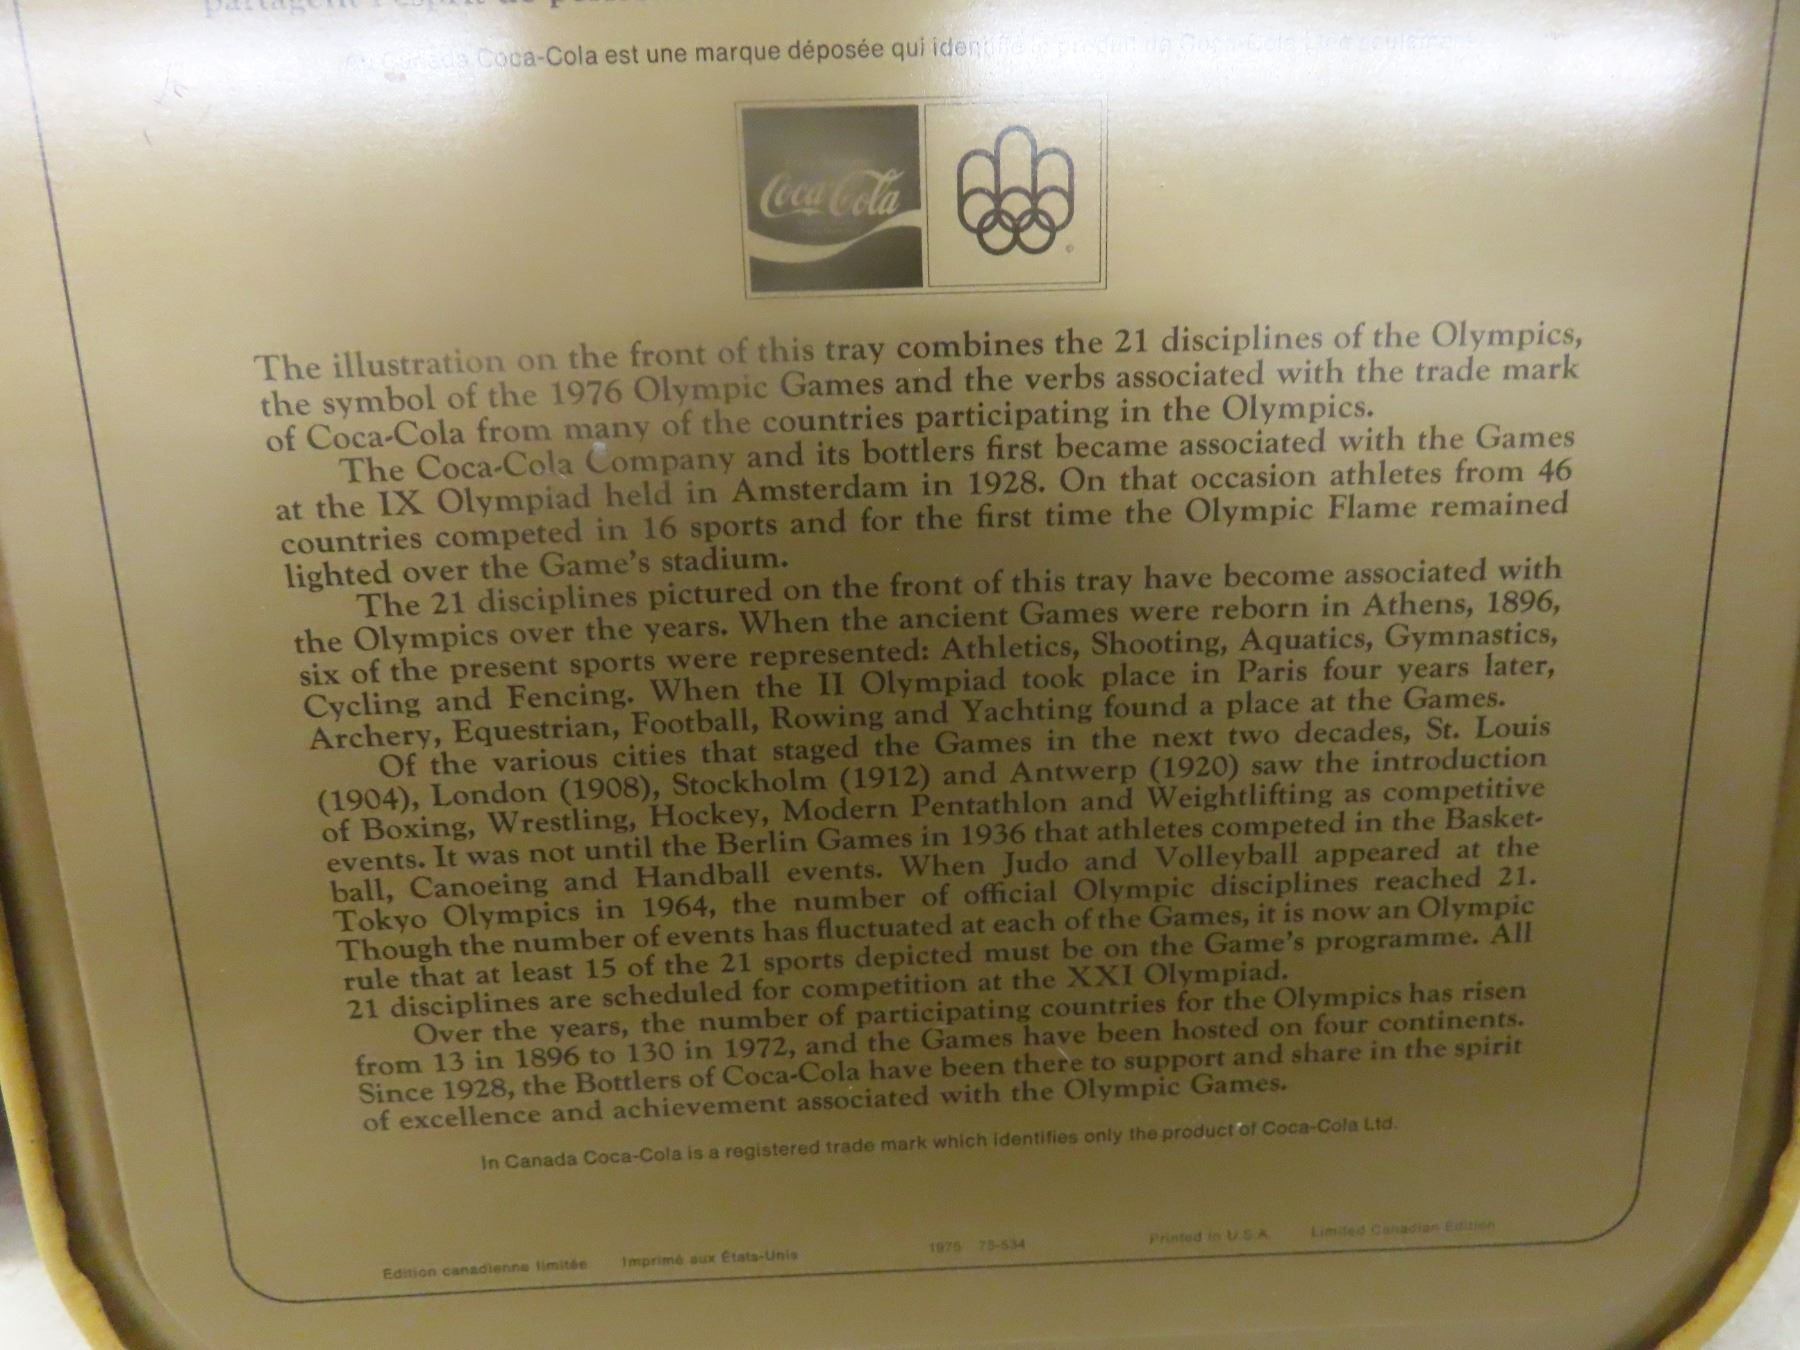 partagent l'esprit de
Canada Coca-Cola est une marque déposée qui identifie le produit de Coca-Cola Ltée seulement
Coca-Cola
©
The illustration on the front of this tray combines the 21 disciplines of the Olympics,
the symbol of the 1976 Olympic Games and the verbs associated with the trade mark
of Coca-Cola from many of the countries participating in the Olympics.
The Coca-Cola Company and its bottlers first became associated with the Games
at the IX Olympiad held in Amsterdam in 1928. On that occasion athletes from 46
countries competed in 16 sports and for the first time the Olympic Flame remained
lighted over the Game's stadium.
The 21 disciplines pictured on the front of this tray have become associated with
the Olympics over the years. When the ancient Games were reborn in Athens, 1896,
six of the present sports were represented: Athletics, Shooting, Aquatics, Gymnastics,
Cycling and Fencing. When the II Olympiad took place in Paris four years later,
Archery, Equestrian, Football, Rowing and Yachting found a place at the Games.
Of the various cities that staged the Games in the next two decades, St. Louis
(1904), London (1908), Stockholm (1912) and Antwerp (1920) saw the introduction
of Boxing, Wrestling, Hockey, Modern Pentathlon and Weightlifting as competitive
events. It was not until the Berlin Games in 1936 that athletes competed in the Basket-
ball, Canoeing and Handball events. When Judo and Volleyball appeared at the
Tokyo Olympics in 1964, the number of official Olympic disciplines reached 21.
Though the number of events has fluctuated at each of the Games, it is now an Olympic
rule that at least 15 of the 21 sports depicted must be on the Game's programme. All
21 disciplines are scheduled for competition at the XXI Olympiad.
Over the years, the number of participating countries for the Olympics has risen
from 13 in 1896 to 130 in 1972, and the Games have been hosted on four continents.
Since 1928, the Bottlers of Coca-Cola have been there to support and share in the spirit
of excellence and achievement associated with the Olympic Games.
In Canada Coca-Cola is a registered trade mark which identifies only the product of Coca-Cola Ltd.
Edition canadienne limitée Imprimé aux États-Unis 1975 75-534 Printed in U.S.A. Limited Canadian Edition